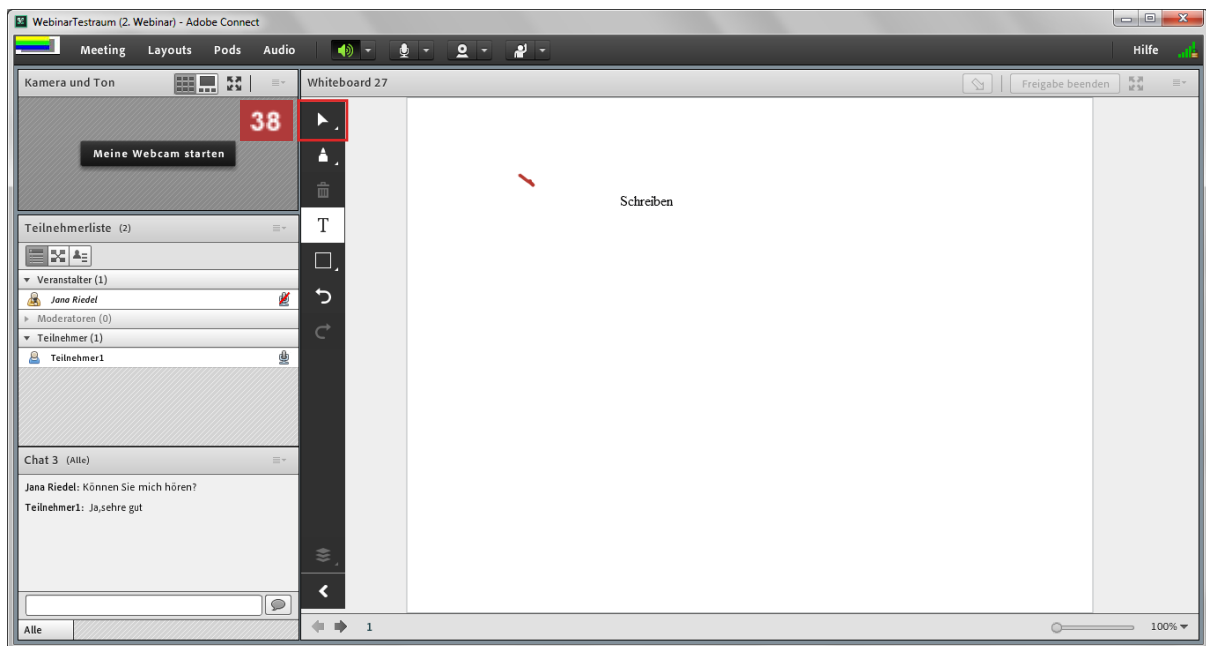 WebinarTestraum (2. Webinar) - Adobe Connect
Meeting Layouts Pods Audio Hilfe
Kamera und Ton
38
Meine Webcam starten
Teilnehmerliste (2)
Veranstalter (1)
Jana Riedel
Moderatoren (0)
Teilnehmer (1)
Teilnehmer1
Chat 3 (Alle)
Jana Riedel: Können Sie mich hören?
Teilnehmer1: Ja,sehre gut
Alle
Whiteboard 27 Freigabe beenden
T
Schreiben
1 100%